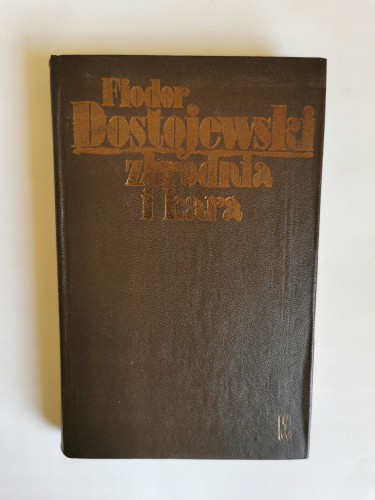 Fiodor
Dostojewski
zbrodnia
i kara